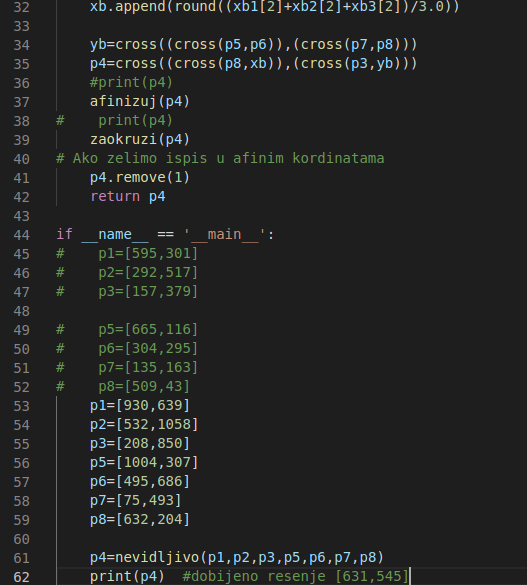 32 xb.append(round((xb1[2]+xb2[2]+xb3[2])/3.0))
33
34 yb=cross((cross(p5,p6)),(cross(p7,p8)))
35 p4=cross((cross(p8,xb)),(cross(p3,yb)))
36 #print(p4)
37 afinizuj(p4)
38 # print(p4)
39 zaokruzi(p4)
40 # Ako zelimo ispis u afinim kordinatama
41 p4.remove(1)
42 return p4
43
44 if __name__ == '__main__':
45 # p1=[595,301]
46 # p2=[292,517]
47 # p3=[157,379]
48
49 # p5=[665,116]
50 # p6=[304,295]
51 # p7=[135,163]
52 # p8=[509,43]
53 p1=[930,639]
54 p2=[532,1058]
55 p3=[208,850]
56 p5=[1004,307]
57 p6=[495,686]
58 p7=[75,493]
59 p8=[632,204]
60
61 p4=nevidljivo(p1,p2,p3,p5,p6,p7,p8)
62 print(p4) #dobijeno resenje [631,545]